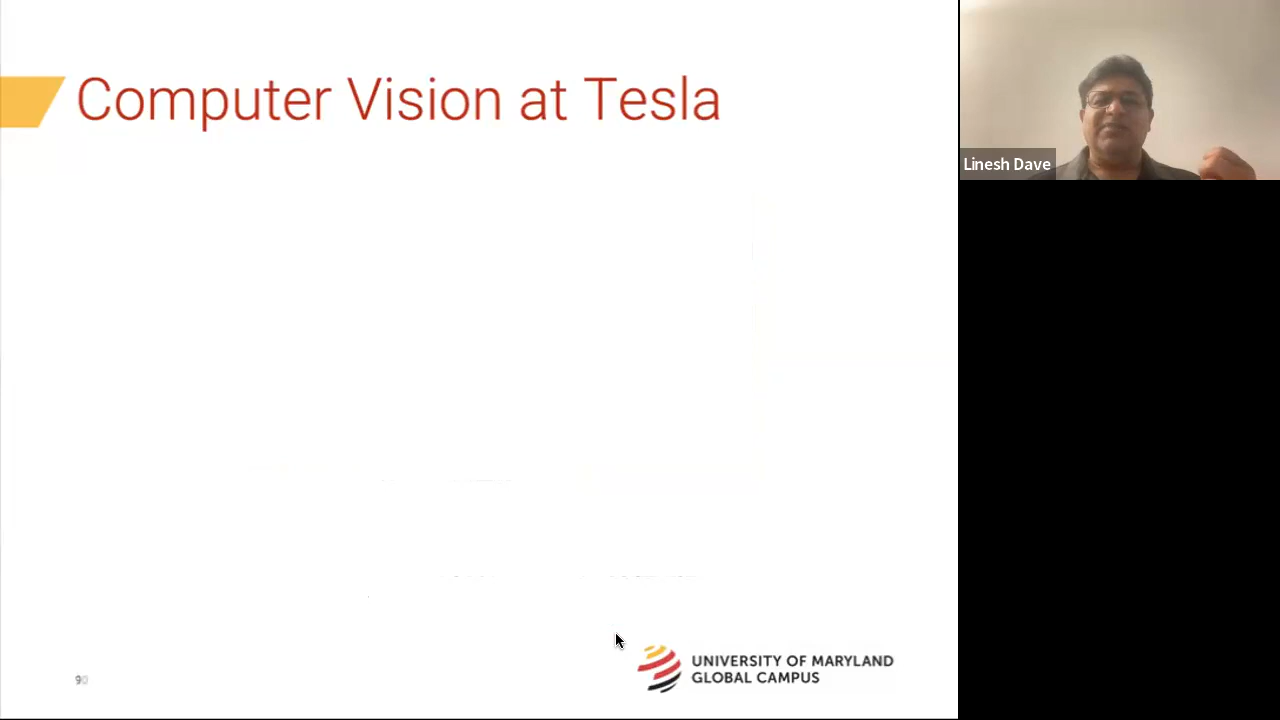 Computer Vision at Tesla
Linesh Dave
UNIVERSITY OF MARYLAND
GLOBAL CAMPUS